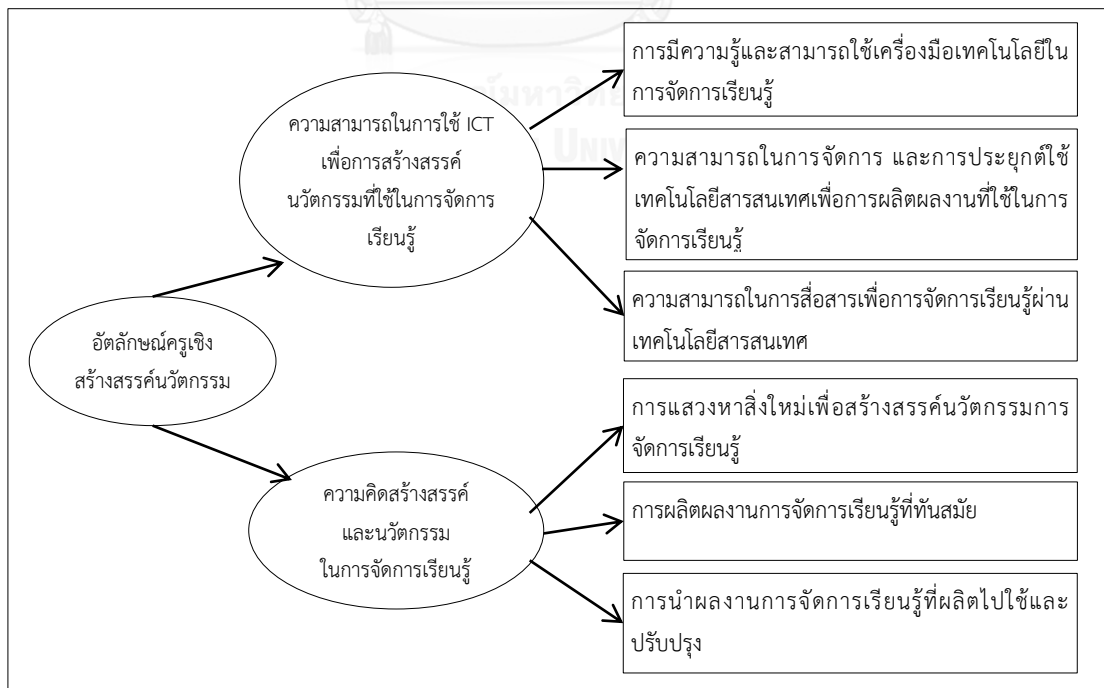 การมีความรู้และสามารถใช้เครื่องมือเทคโนโลยีใน
การจัดการเรียนรู้
ความสามารถในการใช้ ICT
เพื่อการสร้างสรรค์
นวัตกรรมที่ใช้ในการจัดการ
เรียนรู้
ความสามารถในการจัดการ และการประยุกต์ใช้
เทคโนโลยีสารสนเทศเพื่อการผลิตผลงานที่ใช้ในการ
จัดการเรียนรู้
ความสามารถในการสื่อสารเพื่อการจัดการเรียนรู้ผ่าน
เทคโนโลยีสารสนเทศ
อัตลักษณ์ครูเชิง
สร้างสรรค์นวัตกรรม
การแสวงหาสิ่งใหม่เพื่อสร้างสรรค์นวัตกรรมการ
จัดการเรียนรู้
ความคิดสร้างสรรค์
และนวัตกรรม
ในการจัดการเรียนรู้
การผลิตผลงานการจัดการเรียนรู้ที่ทันสมัย
การนำผลงานการจัดการเรียนรู้ที่ผลิตไปใช้และ
ปรับปรุง